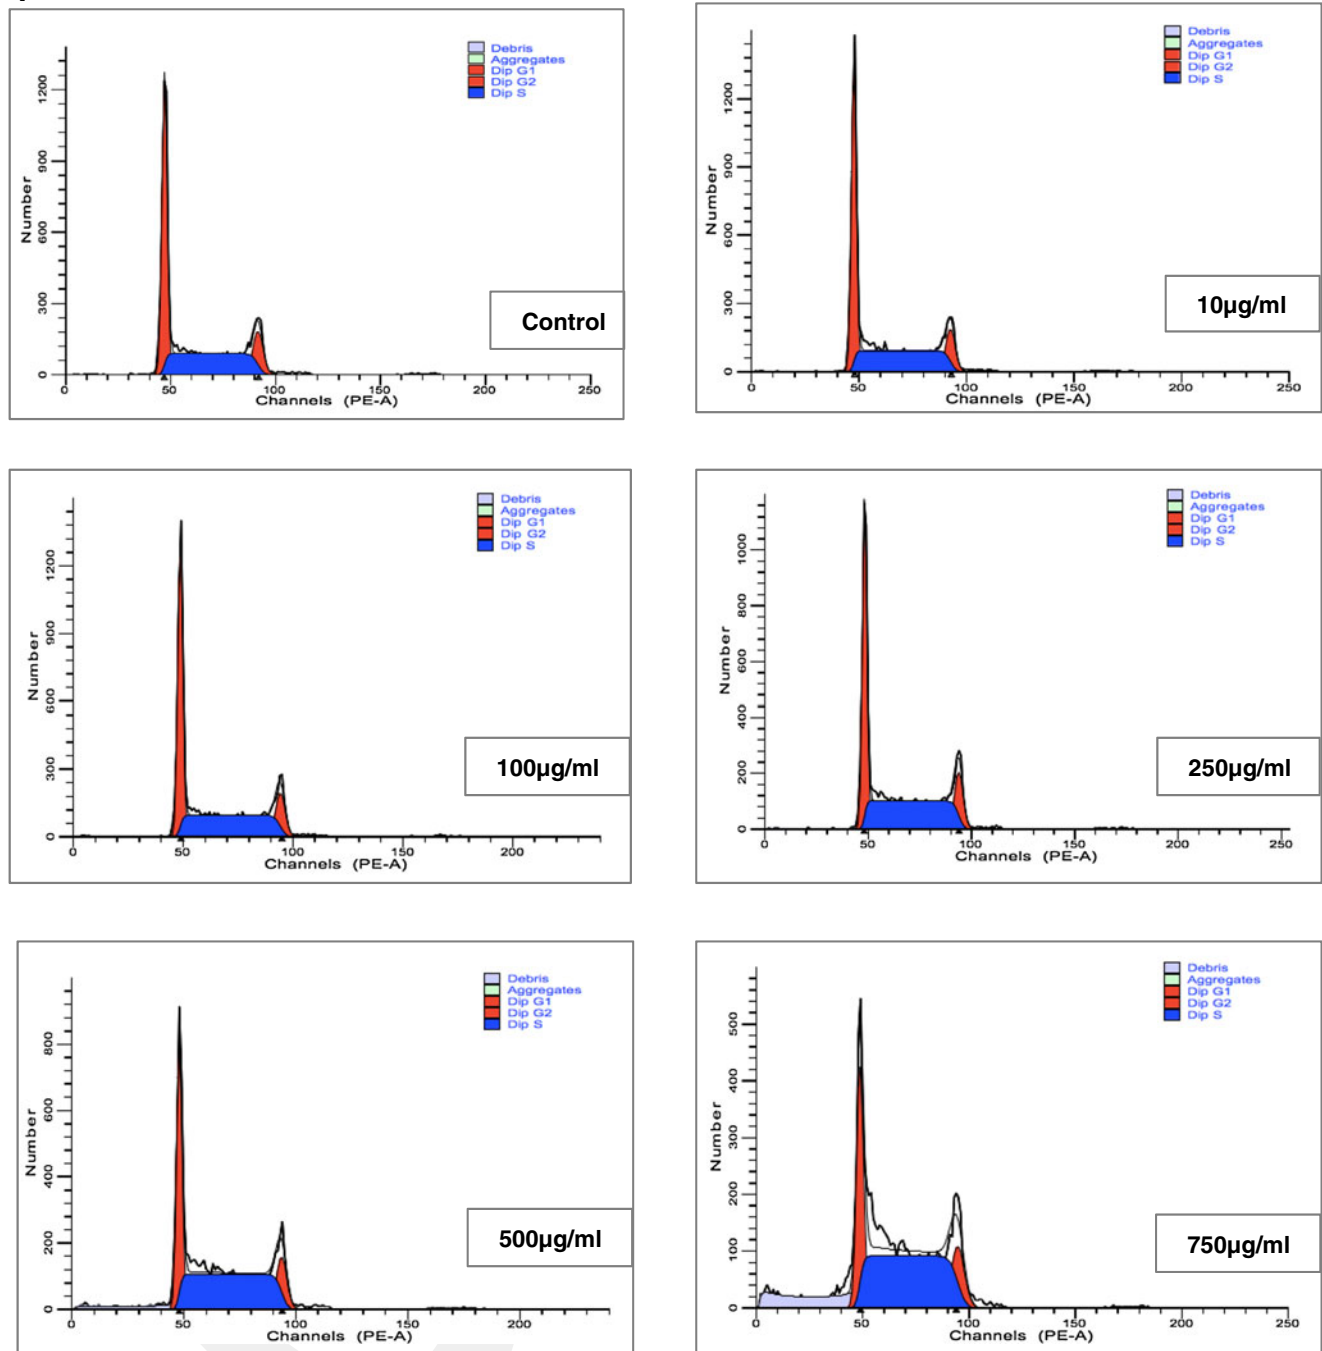 Debris
Aggregates
Dip G1
Dip G2
Dip S
Number
0 300 600 900 1200
0 50 100 150 200 250
Channels (PE-A)
Control
Debris
Aggregates
Dip G1
Dip G2
Dip S
Number
0 300 600 900 1200
0 50 100 150 200 250
Channels (PE-A)
10µg/ml
Debris
Aggregates
Dip G1
Dip G2
Dip S
Number
0 300 600 900 1200
0 50 100 150 200
Channels (PE-A)
100µg/ml
Debris
Aggregates
Dip G1
Dip G2
Dip S
Number
0 200 400 600 800 1000
0 50 100 150 200 250
Channels (PE-A)
250µg/ml
Debris
Aggregates
Dip G1
Dip G2
Dip S
Number
0 200 400 600 800
0 50 100 150 200
Channels (PE-A)
500µg/ml
Debris
Aggregates
Dip G1
Dip G2
Dip S
Number
0 100 200 300 400 500
0 50 100 150 200 250
Channels (PE-A)
750µg/ml